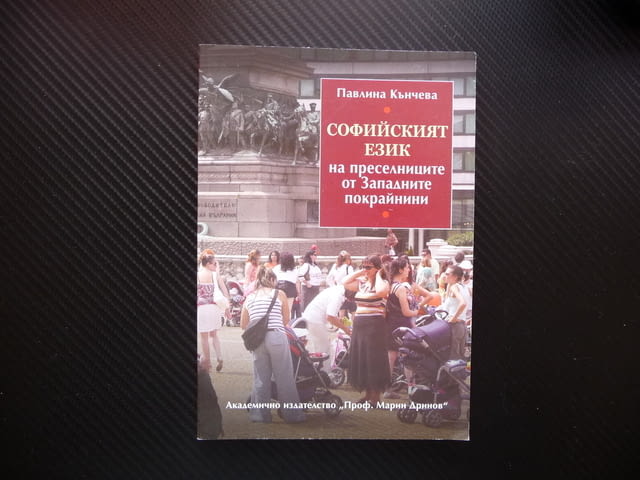 Павлина Кънчева
СОФИЙСКИЯТ
ЕЗИК
на преселниците
от Западните
покрайнини
Академично издателство „Проф. Марин Дринов“